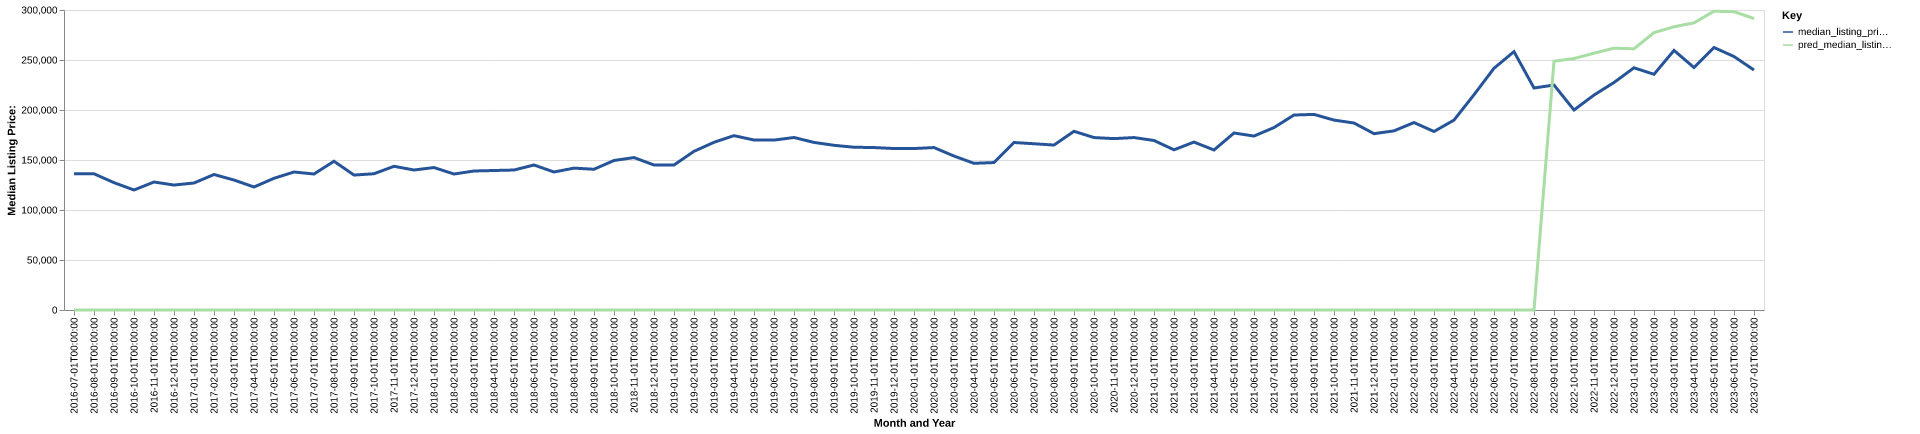 300,000
250,000
200,000
150,000
100,000
50,000
0
Median Listing Price:
2016-07-01T00:00:00
2016-08-01T00:00:00
2016-09-01T00:00:00
2016-10-01T00:00:00
2016-11-01T00:00:00
2016-12-01T00:00:00
2017-01-01T00:00:00
2017-02-01T00:00:00
2017-03-01T00:00:00
2017-04-01T00:00:00
2017-05-01T00:00:00
2017-06-01T00:00:00
2017-07-01T00:00:00
2017-08-01T00:00:00
2017-09-01T00:00:00
2017-10-01T00:00:00
2017-11-01T00:00:00
2017-12-01T00:00:00
2018-01-01T00:00:00
2018-02-01T00:00:00
2018-03-01T00:00:00
2018-04-01T00:00:00
2018-05-01T00:00:00
2018-06-01T00:00:00
2018-07-01T00:00:00
2018-08-01T00:00:00
2018-09-01T00:00:00
2018-10-01T00:00:00
2018-11-01T00:00:00
2018-12-01T00:00:00
2019-01-01T00:00:00
2019-02-01T00:00:00
2019-03-01T00:00:00
2019-04-01T00:00:00
2019-05-01T00:00:00
2019-06-01T00:00:00
2019-07-01T00:00:00
2019-08-01T00:00:00
2019-09-01T00:00:00
2019-10-01T00:00:00
2019-11-01T00:00:00
2019-12-01T00:00:00
2020-01-01T00:00:00
2020-02-01T00:00:00
2020-03-01T00:00:00
2020-04-01T00:00:00
2020-05-01T00:00:00
2020-06-01T00:00:00
2020-07-01T00:00:00
2020-08-01T00:00:00
2020-09-01T00:00:00
2020-10-01T00:00:00
2020-11-01T00:00:00
2020-12-01T00:00:00
2021-01-01T00:00:00
2021-02-01T00:00:00
2021-03-01T00:00:00
2021-04-01T00:00:00
2021-05-01T00:00:00
2021-06-01T00:00:00
2021-07-01T00:00:00
2021-08-01T00:00:00
2021-09-01T00:00:00
2021-10-01T00:00:00
2021-11-01T00:00:00
2021-12-01T00:00:00
2022-01-01T00:00:00
2022-02-01T00:00:00
2022-03-01T00:00:00
2022-04-01T00:00:00
2022-05-01T00:00:00
2022-06-01T00:00:00
2022-07-01T00:00:00
2022-08-01T00:00:00
2022-09-01T00:00:00
2022-10-01T00:00:00
2022-11-01T00:00:00
2022-12-01T00:00:00
2023-01-01T00:00:00
2023-02-01T00:00:00
2023-03-01T00:00:00
2023-04-01T00:00:00
2023-05-01T00:00:00
2023-06-01T00:00:00
2023-07-01T00:00:00
Month and Year
Key
median_listing_pri…
pred_median_listin…